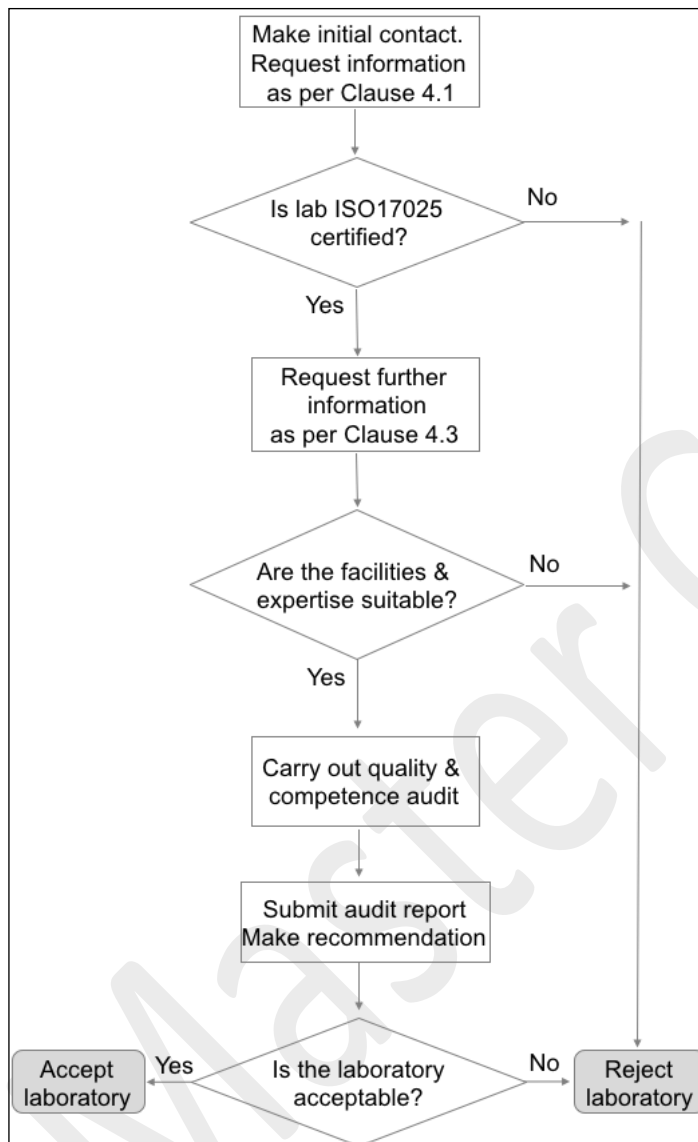 Make initial contact.
Request information
as per Clause 4.1
Is lab ISO17025
certified?
No
Yes
Request further
information
as per Clause 4.3
Are the facilities &
expertise suitable?
No
Yes
Carry out quality &
competence audit
Submit audit report
Make recommendation
Accept
laboratory
Yes
Is the laboratory
acceptable?
No
Reject
laboratory
Master C